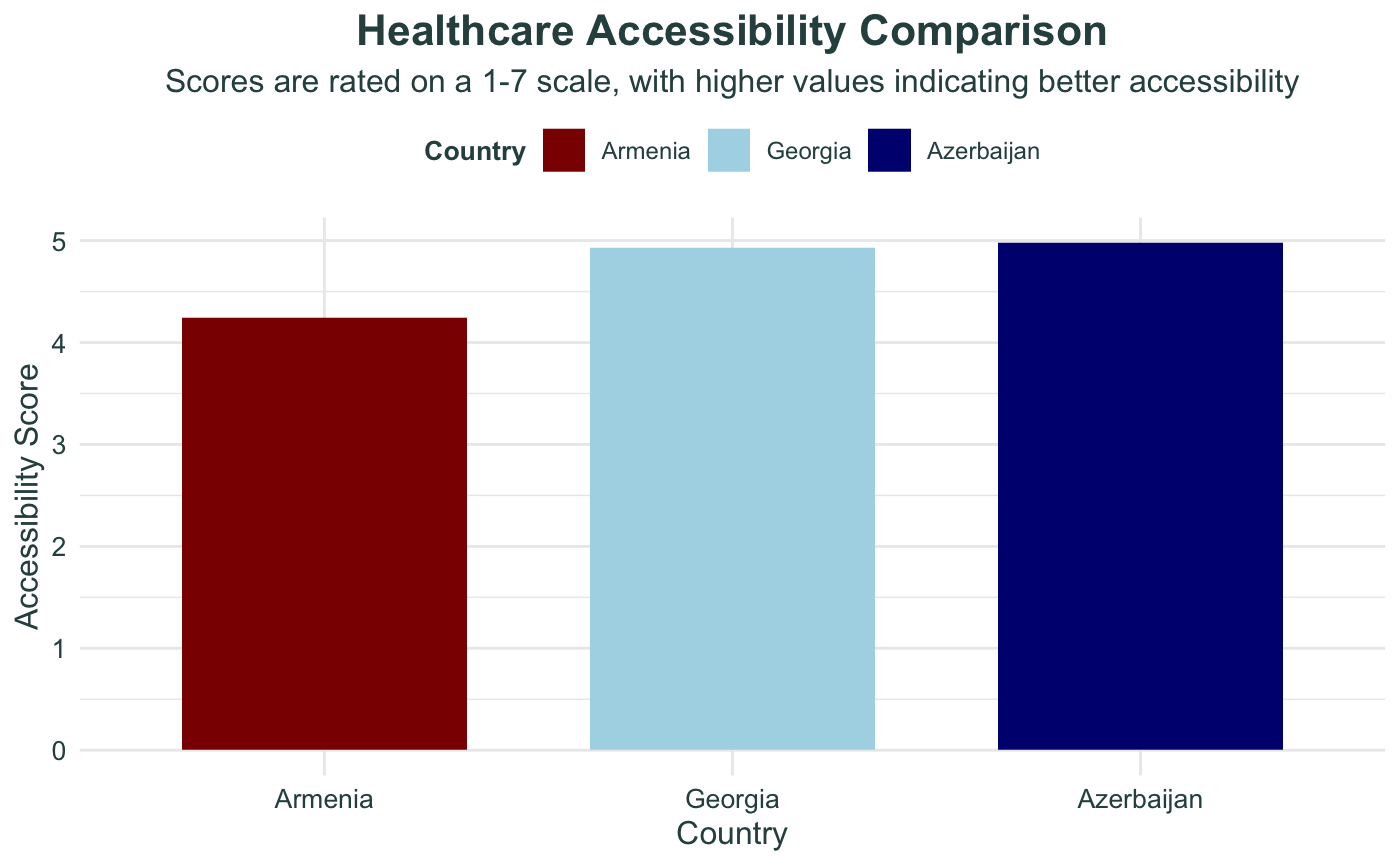 Healthcare Accessibility Comparison
Scores are rated on a 1-7 scale, with higher values indicating better accessibility
Country Armenia Georgia Azerbaijan
Accessibility Score
5
4
3
2
1
0
Armenia Georgia Azerbaijan
Country